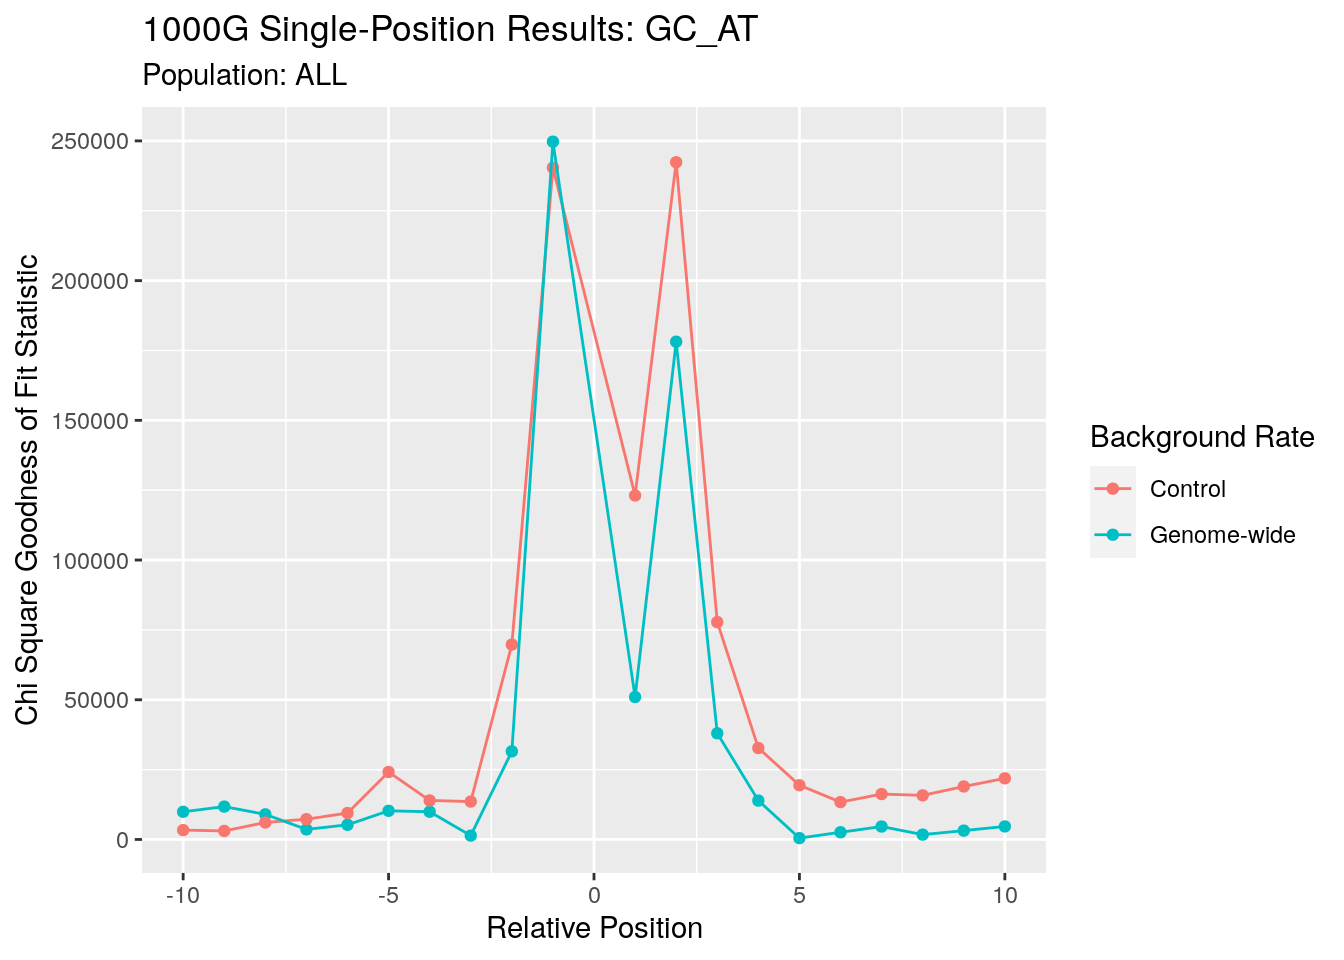 1000G Single-Position Results: GC_AT
Population: ALL
Chi Square Goodness of Fit Statistic
250000
200000
150000
100000
50000
0
-10 -5 0 5 10
Relative Position
Background Rate
Control
Genome-wide